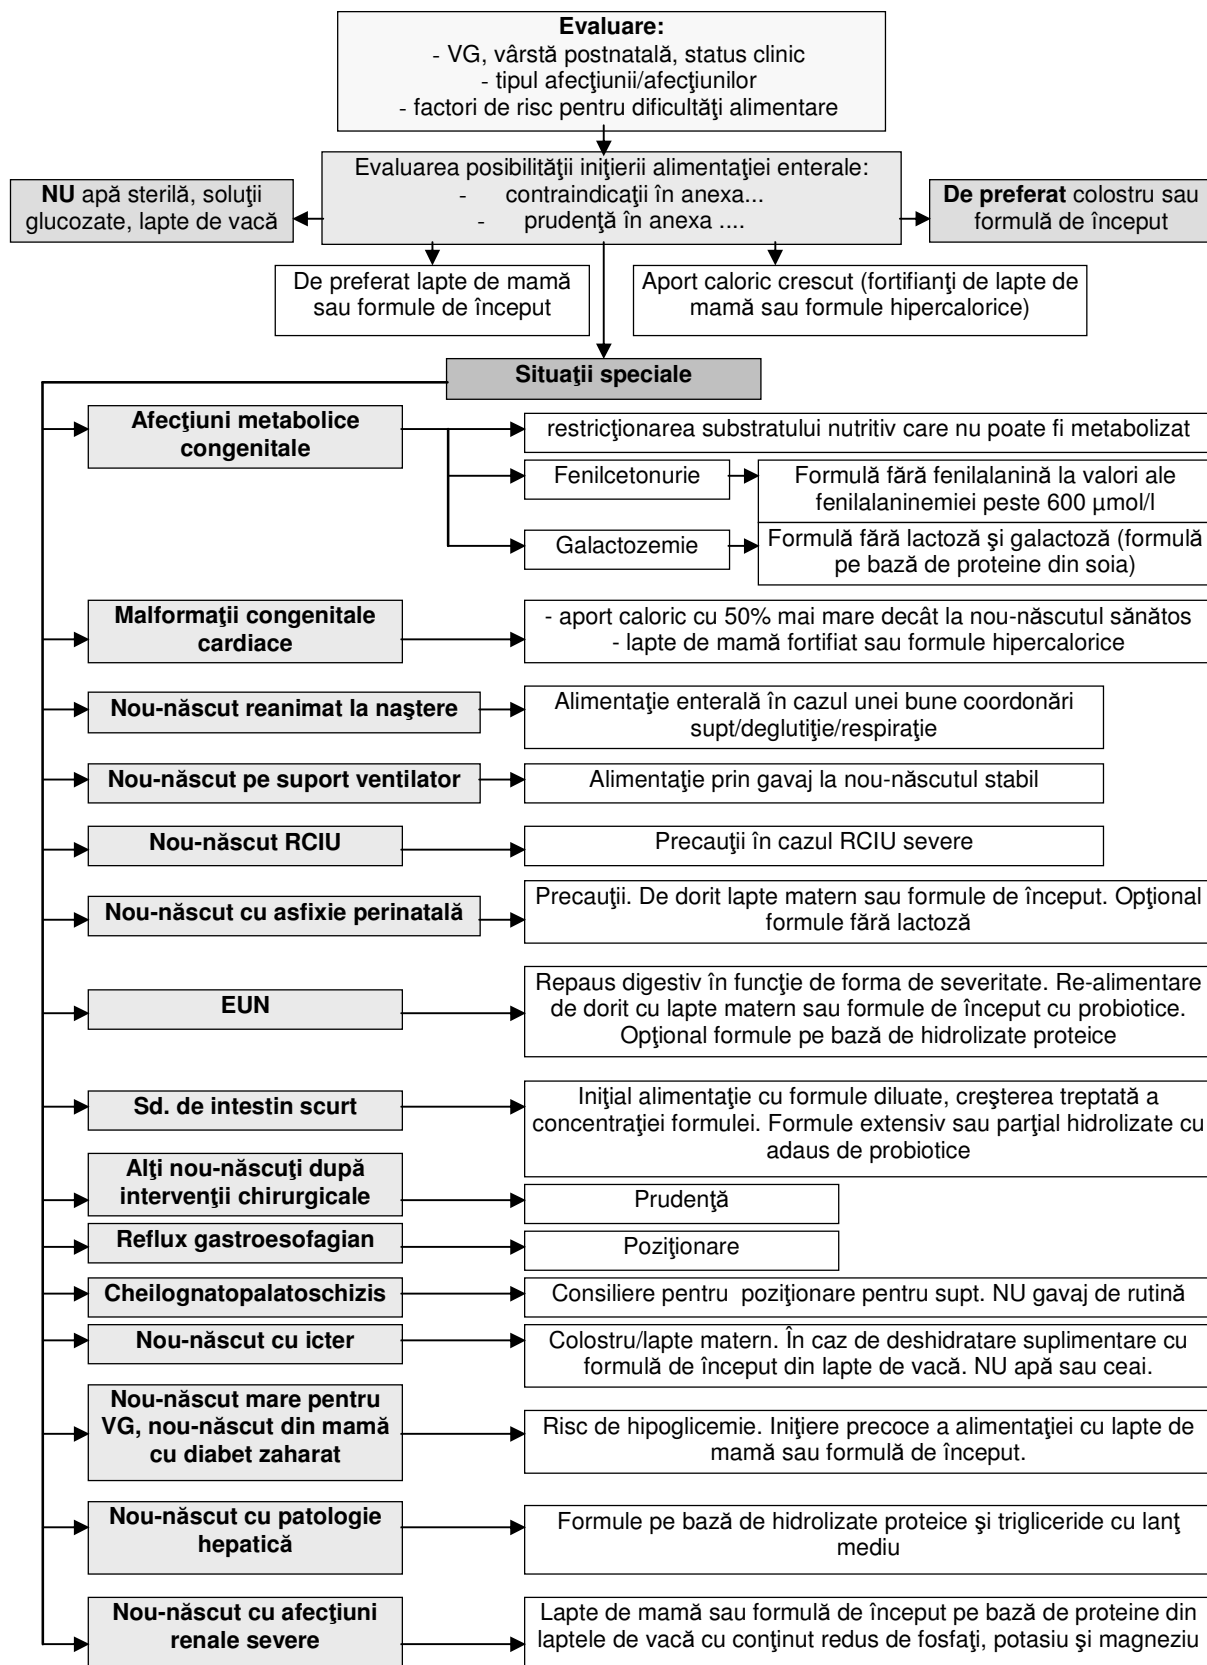 Evaluare:
- VG, vârstă postnatală, status clinic
- tipul afecţiunii/afecţiunilor
- factori de risc pentru dificultăţi alimentare
Evaluarea posibilităţii iniţierii alimentaţiei enterale:
- contraindicaţii în anexa...
- prudenţă în anexa ....
NU apă sterilă, soluţii
glucozate, lapte de vacă
De preferat colostru sau
formulă de început
De preferat lapte de mamă
sau formule de început
Aport caloric crescut (fortifianţi de lapte de
mamă sau formule hipercalorice)
Situaţii speciale
Afecţiuni metabolice
congenitale
restricţionarea substratului nutritiv care nu poate fi metabolizat
Fenilcetonurie
Formulă fără fenilalanină la valori ale
fenilalaninemiei peste 600 µmol/l
Galactozemie
Formulă fără lactoză şi galactoză (formulă
pe bază de proteine din soia)
Malformaţii congenitale
cardiace
- aport caloric cu 50% mai mare decât la nou-născutul sănătos
- lapte de mamă fortifiat sau formule hipercalorice
Nou-născut reanimat la naştere
Alimentaţie enterală în cazul unei bune coordonări
supt/deglutiţie/respiraţie
Nou-născut pe suport ventilator
Alimentaţie prin gavaj la nou-născutul stabil
Nou-născut RCIU
Precauţii în cazul RCIU severe
Nou-născut cu asfixie perinatală
Precauţii. De dorit lapte matern sau formule de început. Opţional
formule fără lactoză
EUN
Repaus digestiv în funcţie de forma de severitate. Re-alimentare
de dorit cu lapte matern sau formule de început cu probiotice.
Opţional formule pe bază de hidrolizate proteice
Sd. de intestin scurt
Iniţial alimentaţie cu formule diluate, creşterea treptată a
concentraţiei formulei. Formule extensiv sau parţial hidrolizate cu
adaus de probiotice
Alţi nou-născuţi după
intervenţii chirurgicale
Prudenţă
Reflux gastroesofagian
Poziţionare
Cheilognatopalatoschizis
Consiliere pentru poziţionare pentru supt. NU gavaj de rutină
Nou-născut cu icter
Colostru/lapte matern. În caz de deshidratare suplimentare cu
formulă de început din lapte de vacă. NU apă sau ceai.
Nou-născut mare pentru
VG, nou-născut din mamă
cu diabet zaharat
Risc de hipoglicemie. Iniţiere precoce a alimentaţiei cu lapte de
mamă sau formulă de început.
Nou-născut cu patologie
hepatică
Formule pe bază de hidrolizate proteice şi trigliceride cu lanţ
mediu
Nou-născut cu afecţiuni
renale severe
Lapte de mamă sau formulă de început pe bază de proteine din
laptele de vacă cu conţinut redus de fosfaţi, potasiu şi magneziu